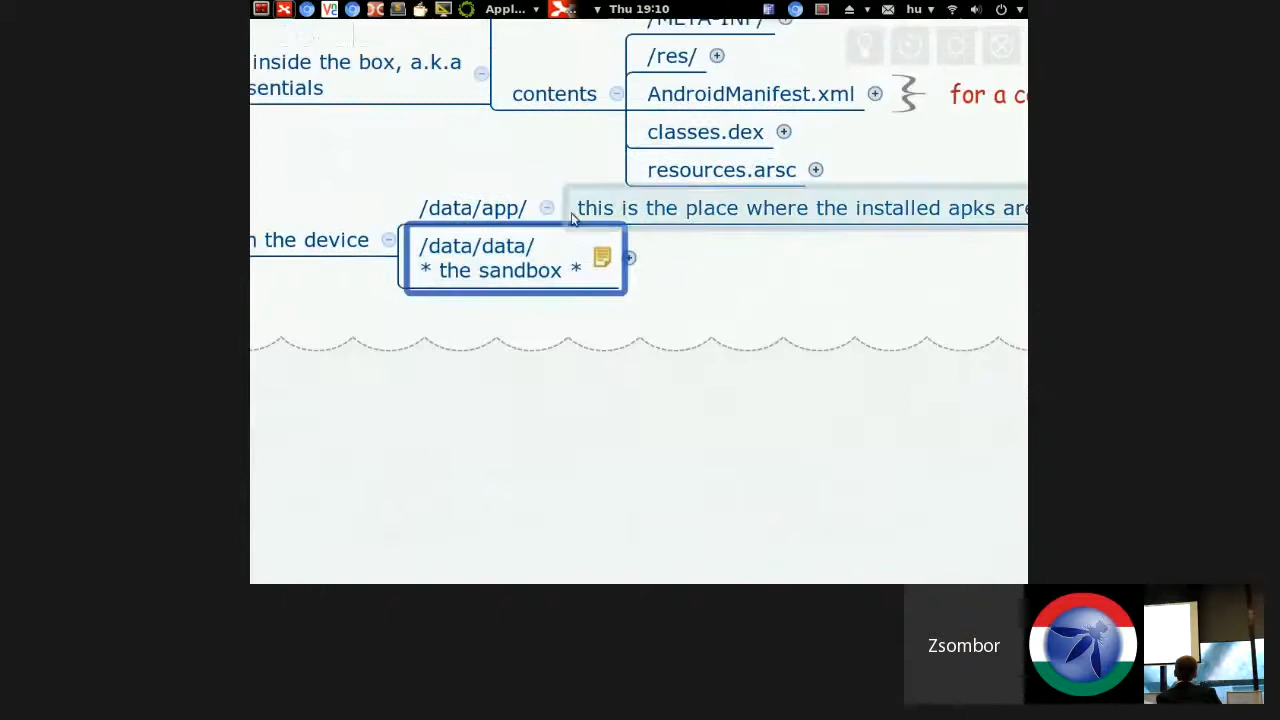 Appl...
Thu 19:10
hu
/META-INF/
/res/
inside the box, a.k.a
sentials
contents
AndroidManifest.xml
for a c
classes.dex
resources.arsc
/data/app/
this is the place where the installed apks are
n the device
/data/data/
* the sandbox *
Zsombor